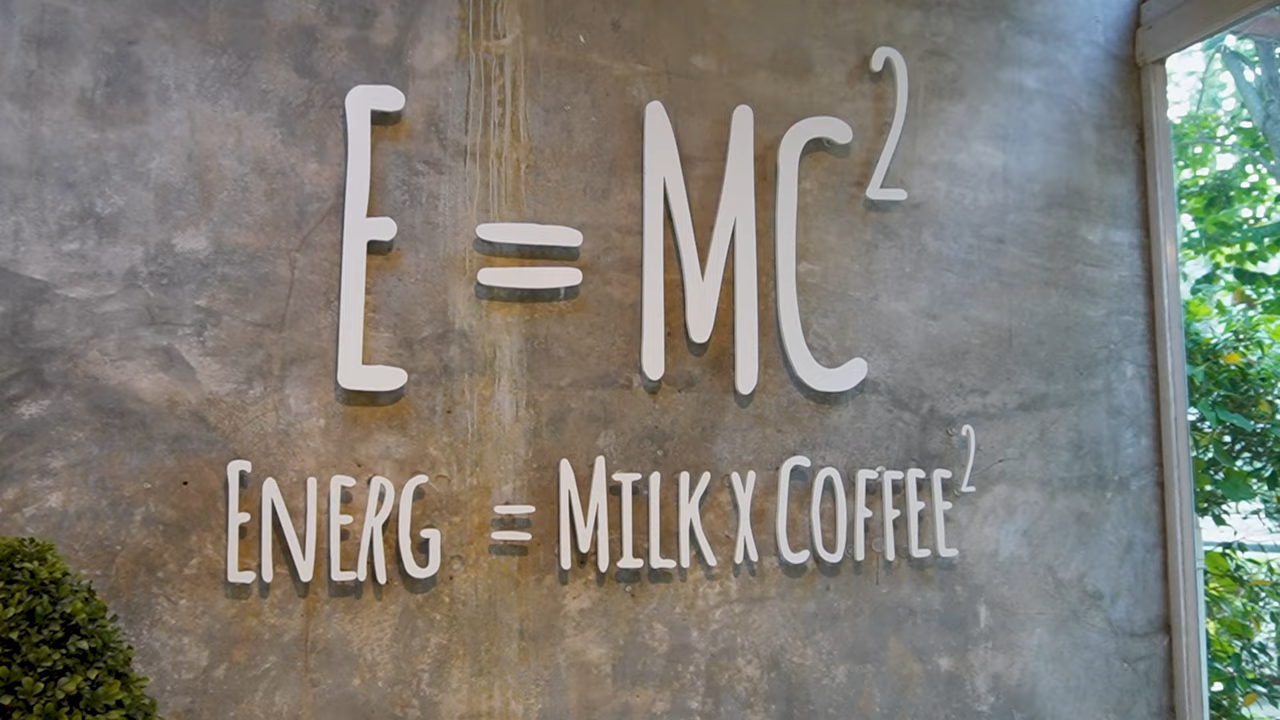 E = MC²
ENERG = MILK X COFFEE²